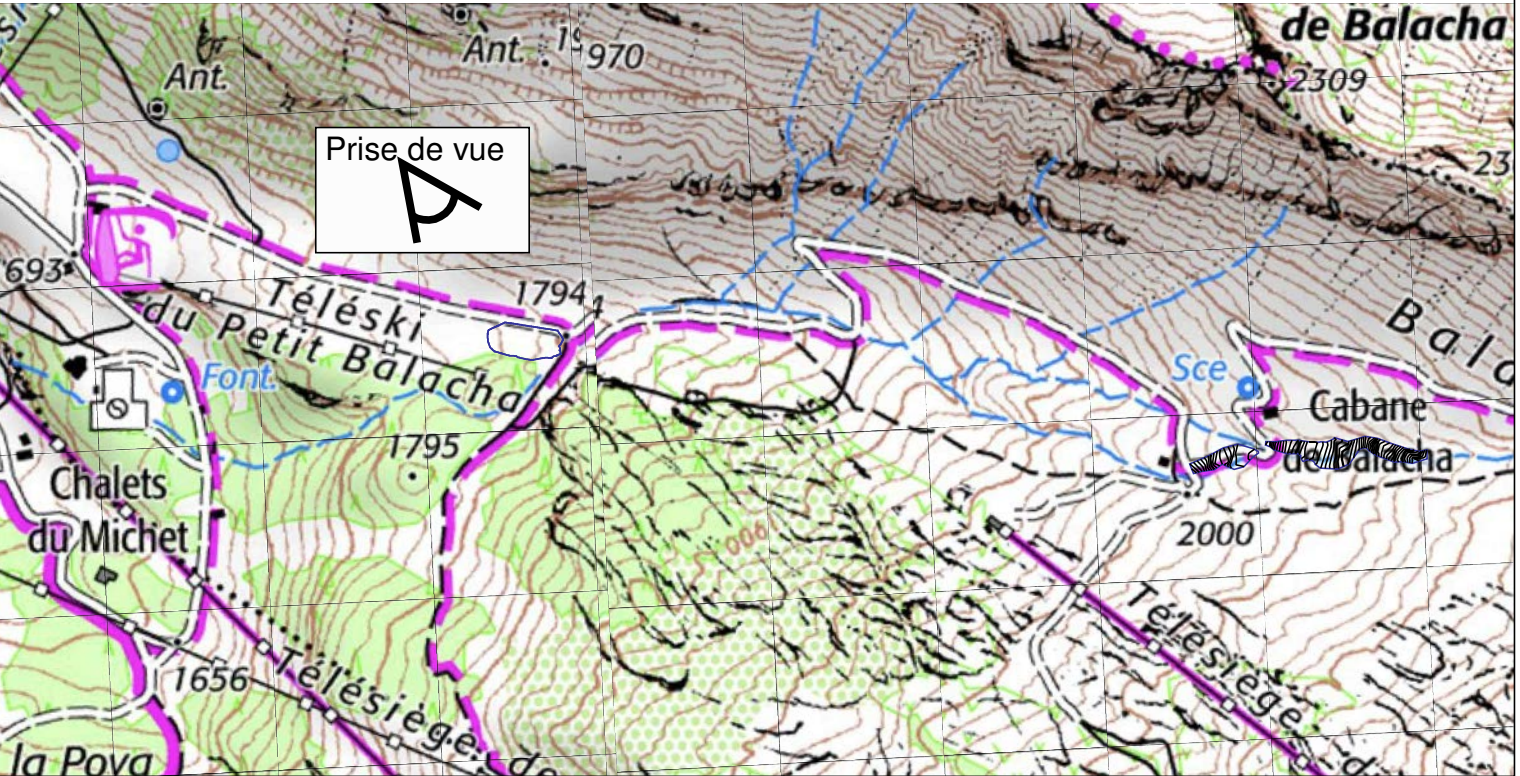 de Balacha
Ant.
970
Ant.
2309
Prise de vue
23
693
1794
Téléski
du Petit Balacha
Font.
Sce
Bala
Cabane
de Balacha
1795
Chalets
du Michet
2000
Télésiège
1656
Télésiège
de
d
la Poya